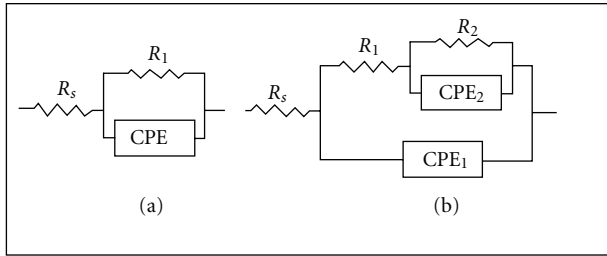 R₁
Rₛ
CPE
(a)
R₂
R₁
CPE₂
Rₛ
CPE₁
(b)